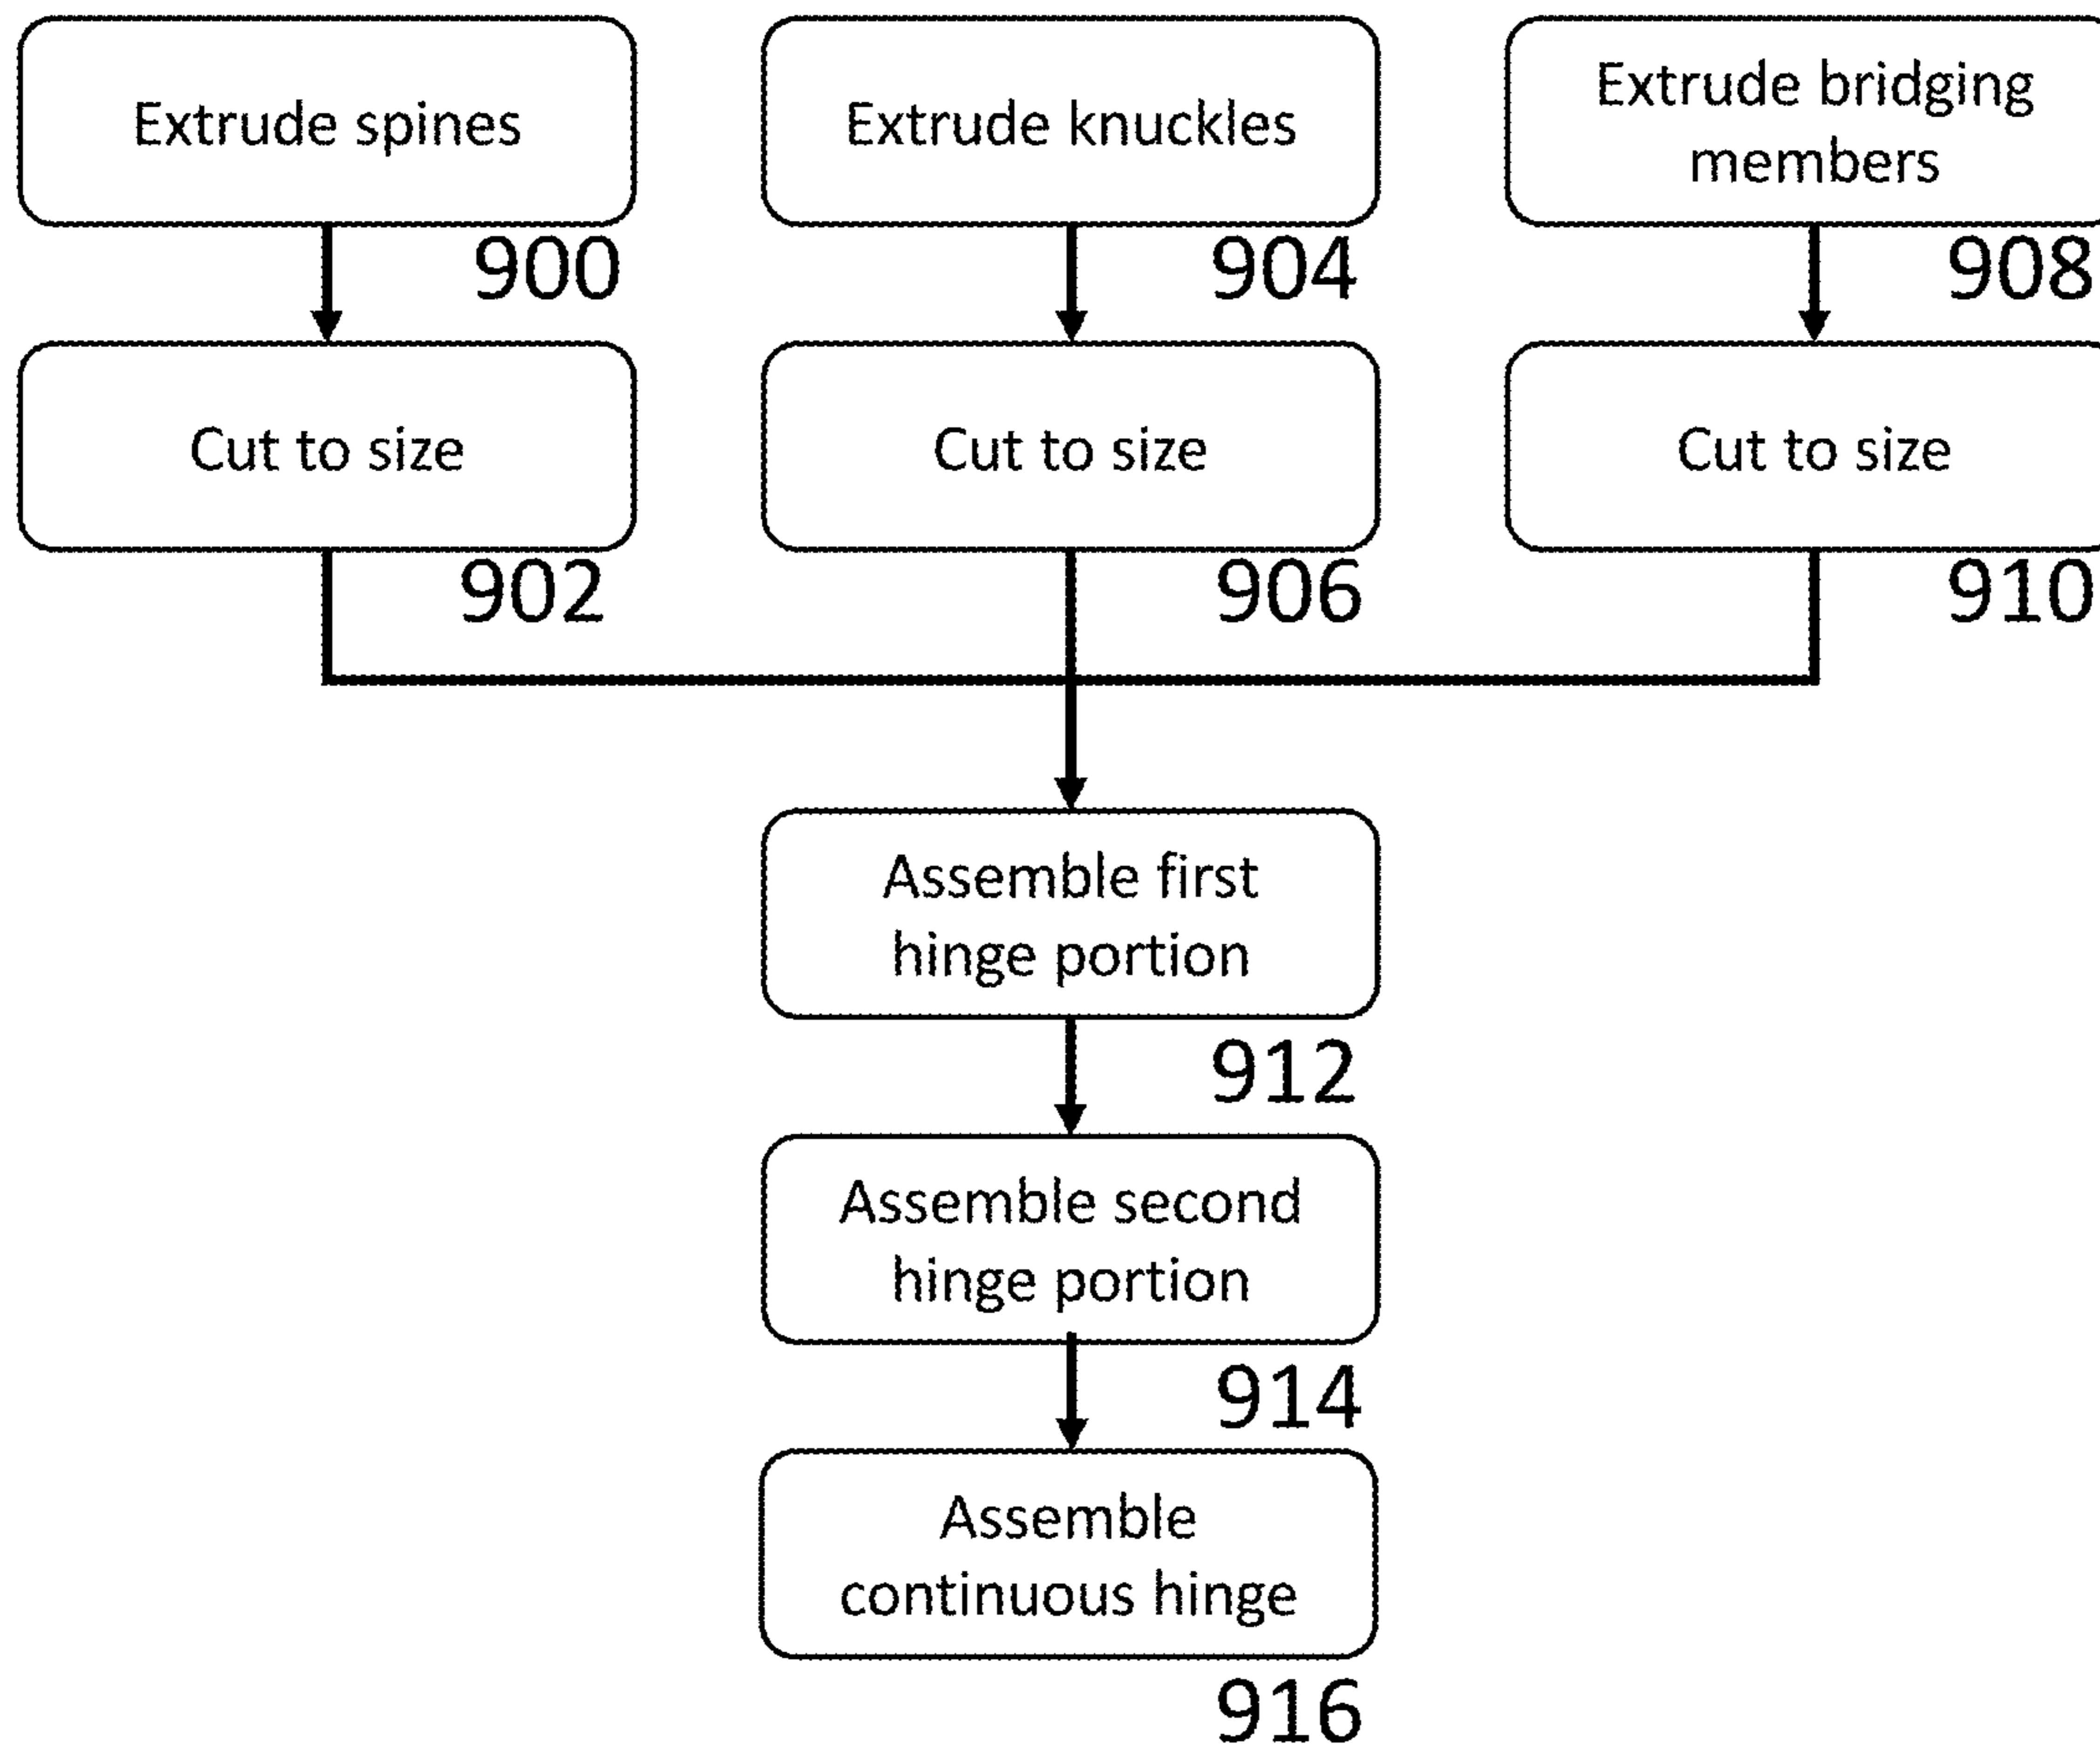 Extrude spines
Extrude knuckles
Extrude bridging
members
900
904
908
Cut to size
Cut to size
Cut to size
902
906
910
Assemble first
hinge portion
912
Assemble second
hinge portion
914
Assemble
continuous hinge
916